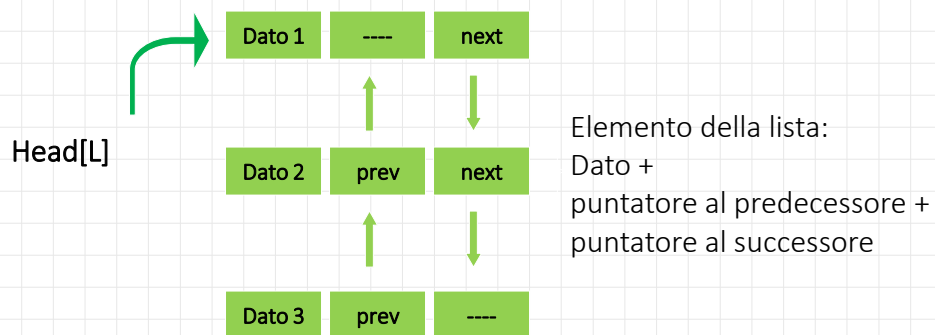 Dato 1 ---- next
Head[L]
Dato 2 prev next
Dato 3 prev ----
Elemento della lista:
Dato +
puntatore al predecessore +
puntatore al successore